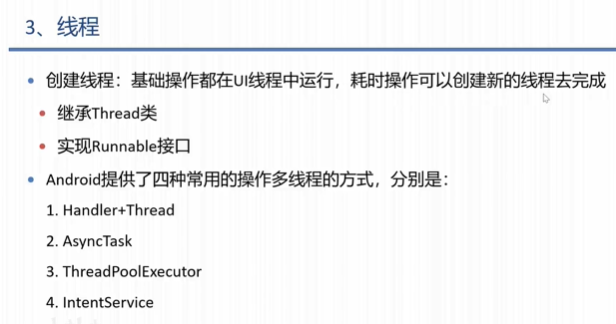 3、线程
创建线程：基础操作都在UI线程中运行，耗时操作可以创建新的线程去完成
继承Thread类
实现Runnable接口
Android提供了四种常用的操作多线程的方式，分别是：
1. Handler+Thread
2. AsyncTask
3. ThreadPoolExecutor
4. IntentService